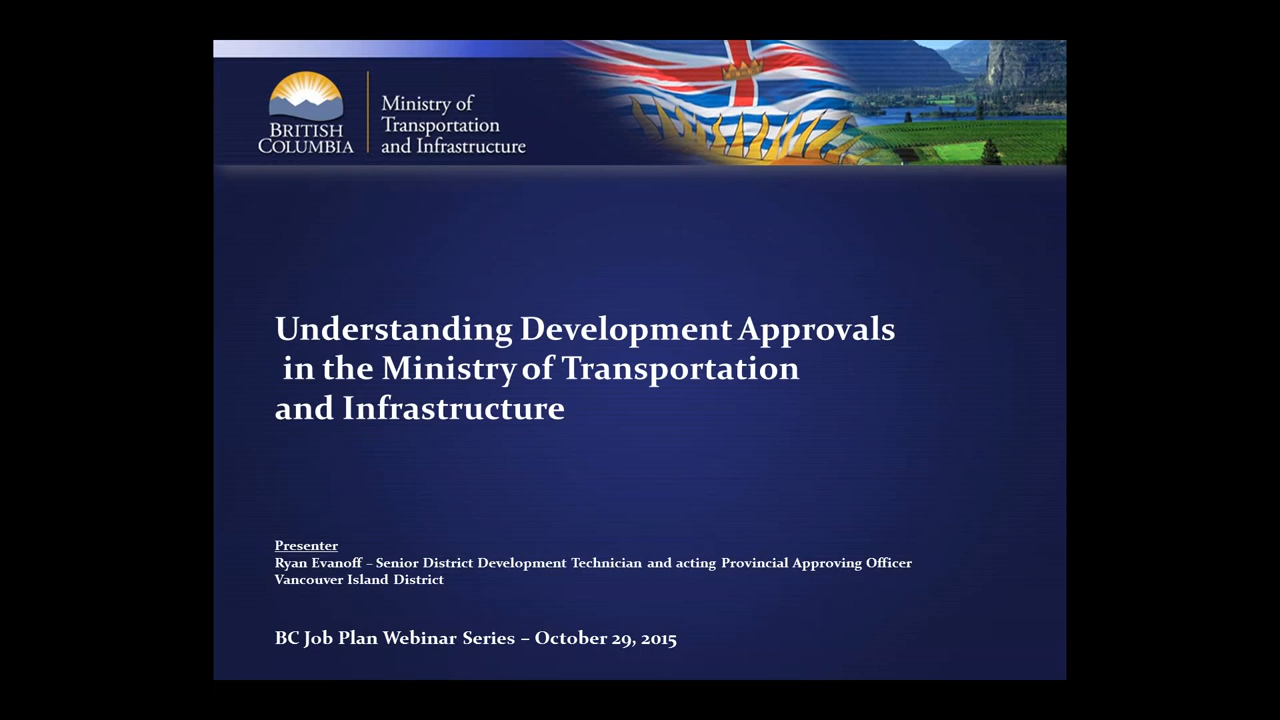 BRITISH
COLUMBIA
Ministry of
Transportation
and Infrastructure
Understanding Development Approvals
in the Ministry of Transportation
and Infrastructure
Presenter
Ryan Evanoff – Senior District Development Technician and acting Provincial Approving Officer
Vancouver Island District
BC Job Plan Webinar Series – October 29, 2015